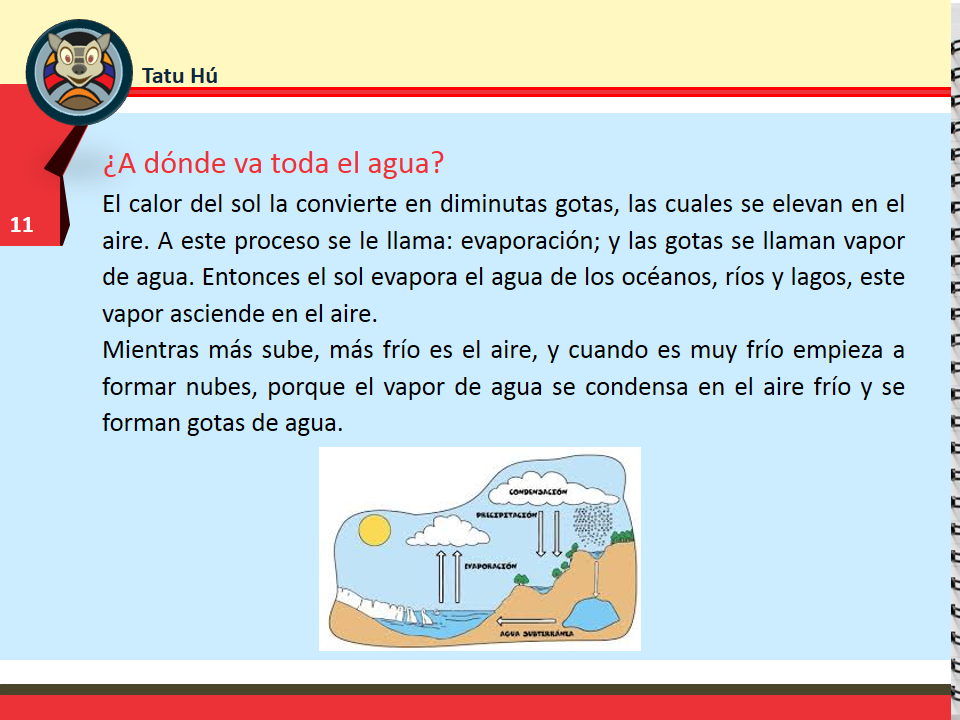 Tatu Hú
11
¿A dónde va toda el agua?
El calor del sol la convierte en diminutas gotas, las cuales se elevan en el
aire. A este proceso se le llama: evaporación; y las gotas se llaman vapor
de agua. Entonces el sol evapora el agua de los océanos, ríos y lagos, este
vapor asciende en el aire.
Mientras más sube, más frío es el aire, y cuando es muy frío empieza a
formar nubes, porque el vapor de agua se condensa en el aire frío y se
forman gotas de agua.
CONDENSACIÓN
PRECIPITACIÓN
EVAPORACIÓN
AGUA SUBTERRÁNEA